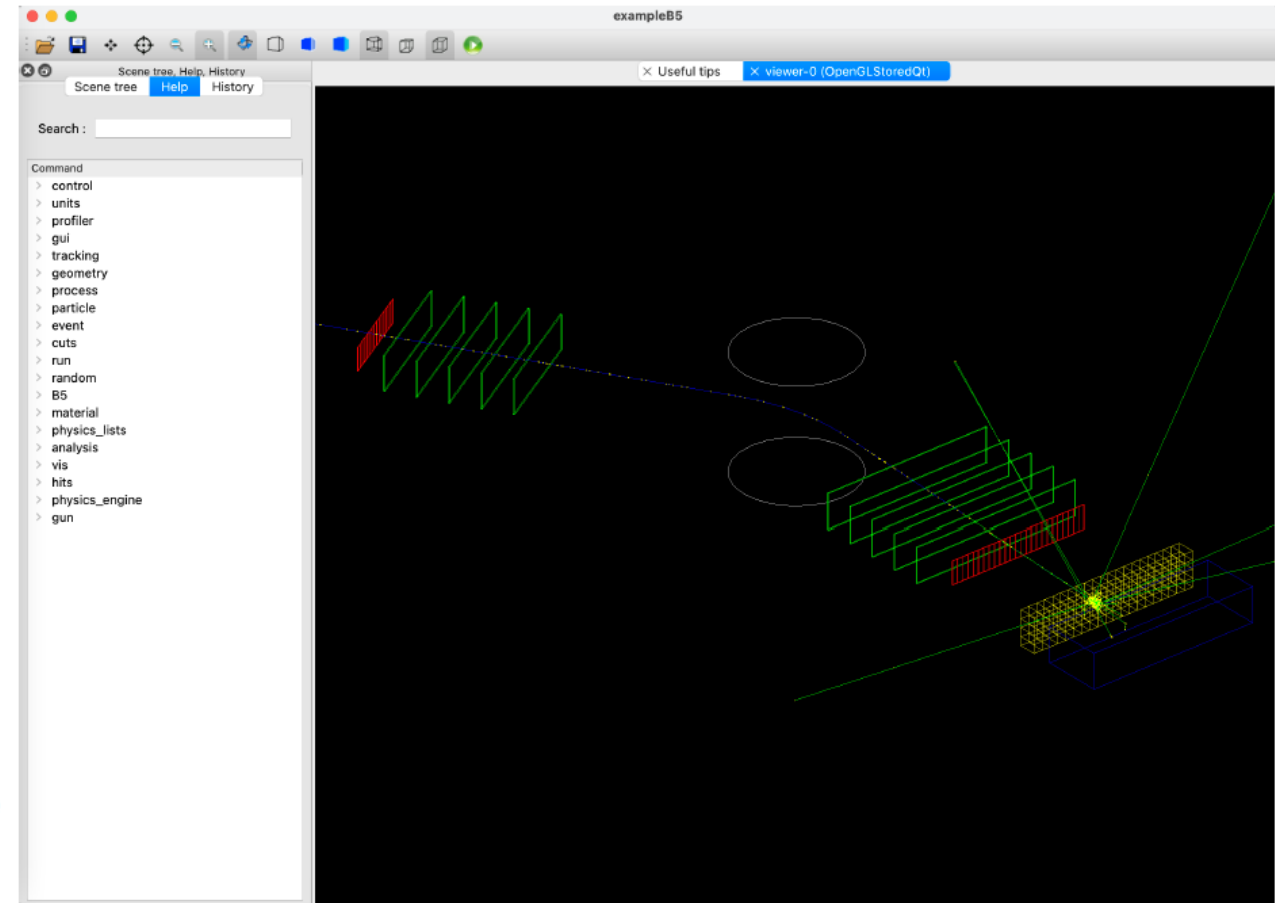 exampleB5
Scene tree, Help, History
Scene tree Help History
Useful tips
viewer-0 (OpenGLStoredQt)
Search :
Command
control
units
profiler
gui
tracking
geometry
process
particle
event
cuts
run
random
B5
material
physics_lists
analysis
vis
hits
physics_engine
gun